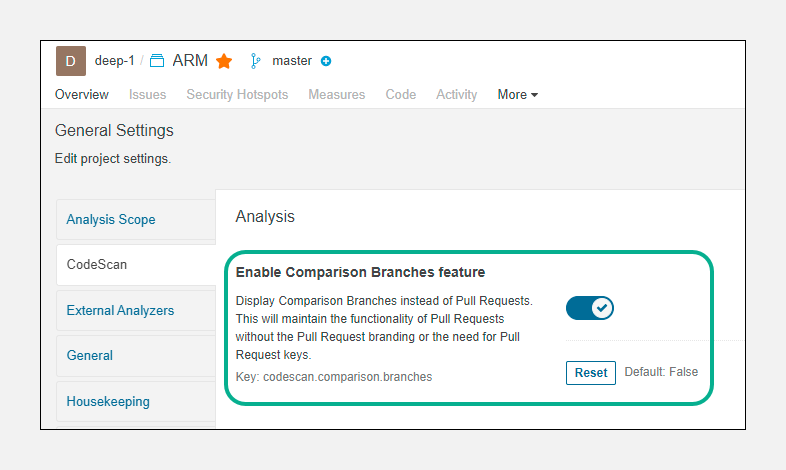 D deep-1 / ARM master
Overview Issues Security Hotspots Measures Code Activity More
General Settings
Edit project settings.
Analysis Scope
CodeScan
External Analyzers
General
Housekeeping
Analysis
Enable Comparison Branches feature
Display Comparison Branches instead of Pull Requests.
This will maintain the functionality of Pull Requests
without the Pull Request branding or the need for Pull
Request keys.
Key: codescan.comparison.branches
Reset Default: False